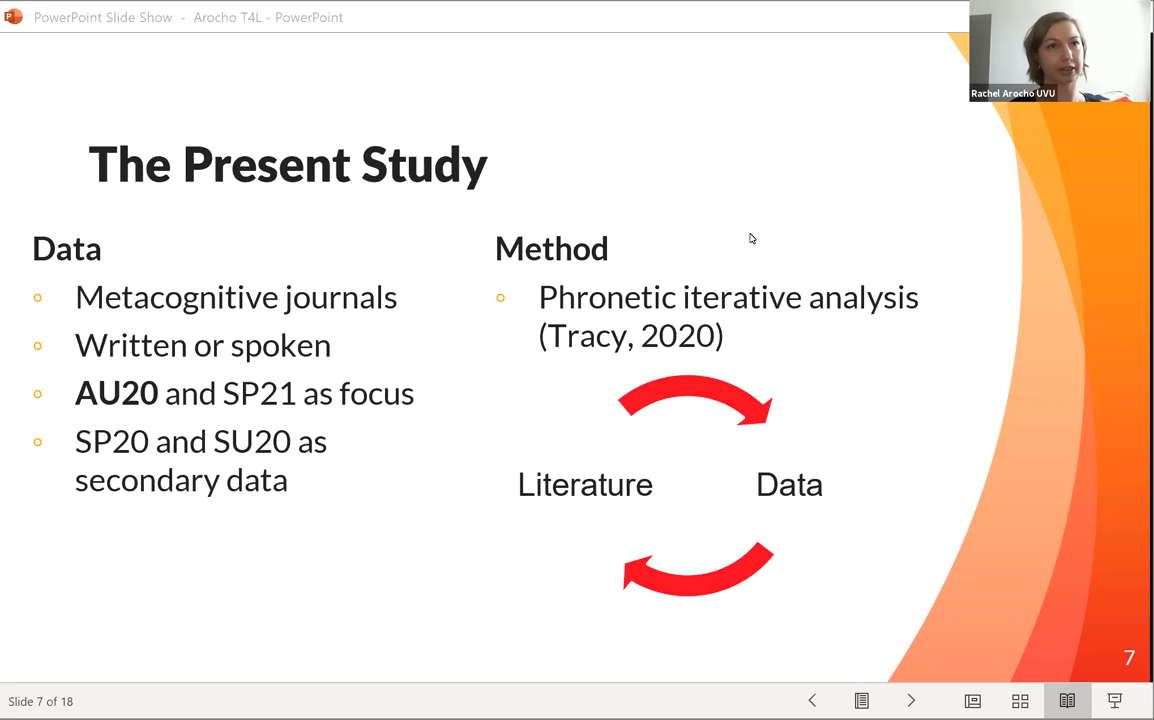 PowerPoint Slide Show - Arocho T4L - PowerPoint
Rachel Arocho UVU
The Present Study
Data
Metacognitive journals
Written or spoken
AU20 and SP21 as focus
SP20 and SU20 as
secondary data
Method
Phronetic iterative analysis
(Tracy, 2020)
Literature
Data
7
Slide 7 of 18